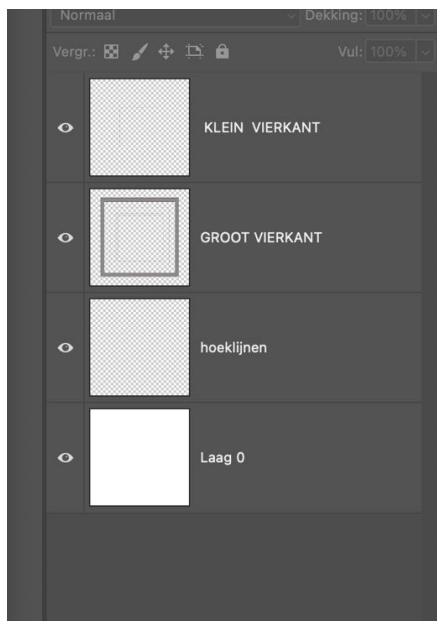 Normaal Dekking: 100%
Vergr.: Vul: 100%
KLEIN  VIERKANT
GROOT VIERKANT
hoeklijnen
Laag 0